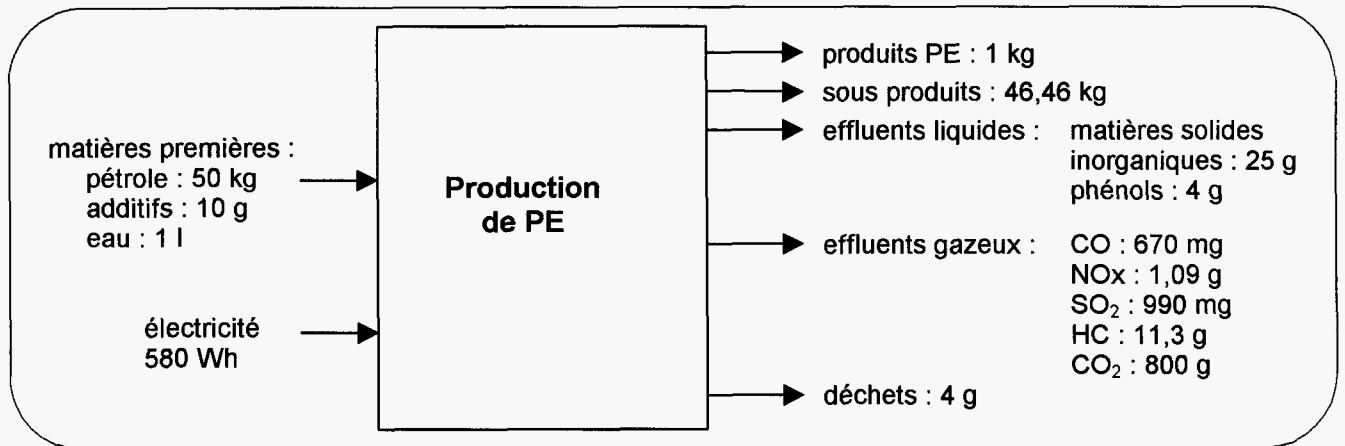 matières premières :
pétrole : 50 kg
additifs : 10 g
eau : 1 l
électricité
580 Wh
Production
de PE
produits PE : 1 kg
sous produits : 46,46 kg
effluents liquides : matières solides
inorganiques : 25 g
phénols : 4 g
effluents gazeux : CO : 670 mg
NOx : 1,09 g
SO₂ : 990 mg
HC : 11,3 g
CO₂ : 800 g
déchets : 4 g